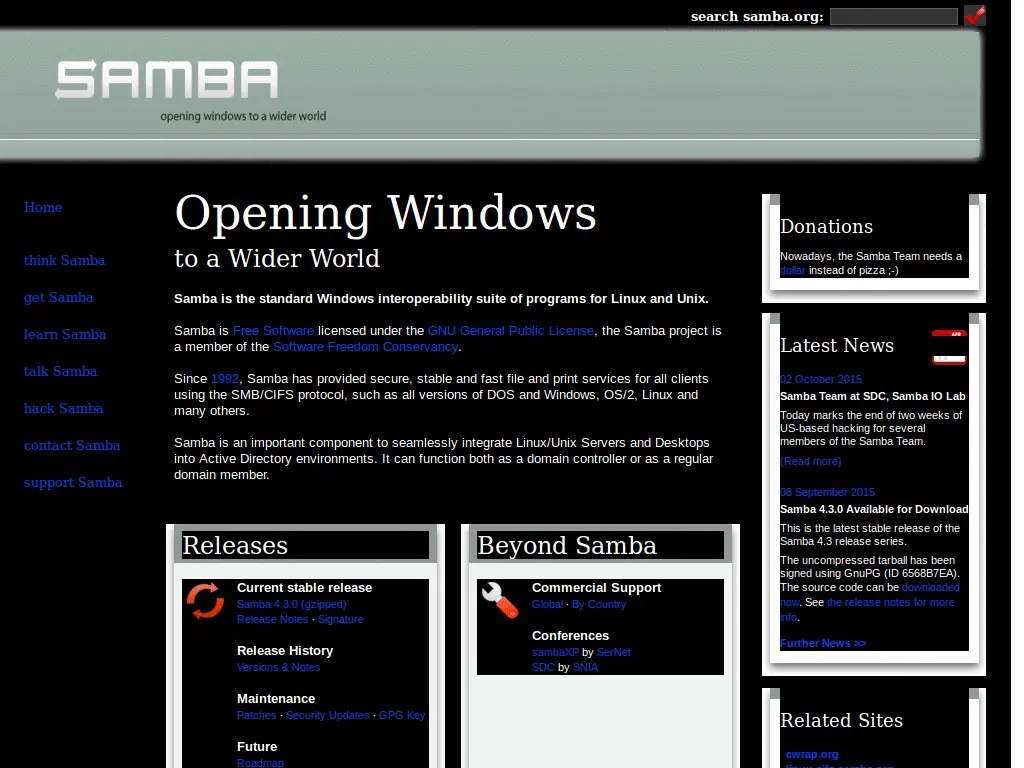 search samba.org:
SAMBA
opening windows to a wider world
Home
think Samba
get Samba
learn Samba
talk Samba
hack Samba
contact Samba
support Samba
Opening Windows
to a Wider World
Samba is the standard Windows interoperability suite of programs for Linux and Unix.
Samba is Free Software licensed under the GNU General Public License, the Samba project is
a member of the Software Freedom Conservancy.
Since 1992, Samba has provided secure, stable and fast file and print services for all clients
using the SMB/CIFS protocol, such as all versions of DOS and Windows, OS/2, Linux and
many others.
Samba is an important component to seamlessly integrate Linux/Unix Servers and Desktops
into Active Directory environments. It can function both as a domain controller or as a regular
domain member.
Releases
Current stable release
Samba 4.3.0 (gzipped)
Release Notes · Signature
Release History
Versions & Notes
Maintenance
Patches · Security Updates · GPG Key
Future
Roadmap
Beyond Samba
Commercial Support
Global · By Country
Conferences
sambaXP by SerNet
SDC by SNIA
Donations
Nowadays, the Samba Team needs a
dollar instead of pizza ;-)
Latest News
02 October 2015
Samba Team at SDC, Samba IO Lab
Today marks the end of two weeks of
US-based hacking for several
members of the Samba Team.
(Read more)
08 September 2015
Samba 4.3.0 Available for Download
This is the latest stable release of the
Samba 4.3 release series.
The uncompressed tarball has been
signed using GnuPG (ID 6568B7EA).
The source code can be downloaded
now. See the release notes for more
info.
Further News >>
Related Sites
cwrap.org